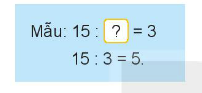 Mẫu: 15 : ? = 3
15 : 3 = 5.